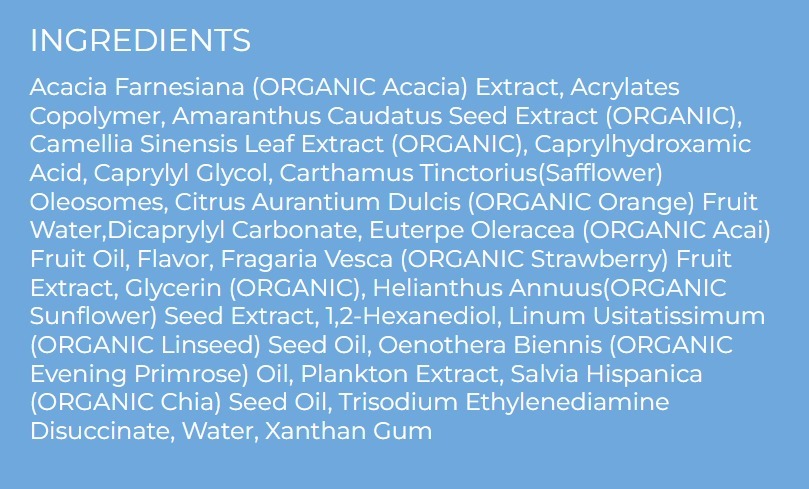 INGREDIENTS
Acacia Farnesiana (ORGANIC Acacia) Extract, Acrylates
Copolymer, Amaranthus Caudatus Seed Extract (ORGANIC),
Camellia Sinensis Leaf Extract (ORGANIC), Caprylhydroxamic
Acid, Caprylyl Glycol, Carthamus Tinctorius(Safflower)
Oleosomes, Citrus Aurantium Dulcis (ORGANIC Orange) Fruit
Water,Dicaprylyl Carbonate, Euterpe Oleracea (ORGANIC Acai)
Fruit Oil, Flavor, Fragaria Vesca (ORGANIC Strawberry) Fruit
Extract, Glycerin (ORGANIC), Helianthus Annuus(ORGANIC
Sunflower) Seed Extract, 1,2-Hexanediol, Linum Usitatissimum
(ORGANIC Linseed) Seed Oil, Oenothera Biennis (ORGANIC
Evening Primrose) Oil, Plankton Extract, Salvia Hispanica
(ORGANIC Chia) Seed Oil, Trisodium Ethylenediamine
Disuccinate, Water, Xanthan Gum